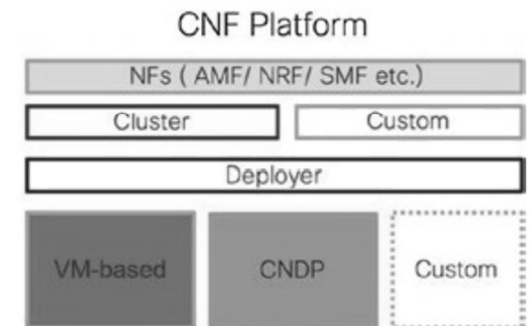 CNF Platform
NFs ( AMF/ NRF/ SMF etc.)
Cluster Custom
Deployer
VM-based CNDP Custom